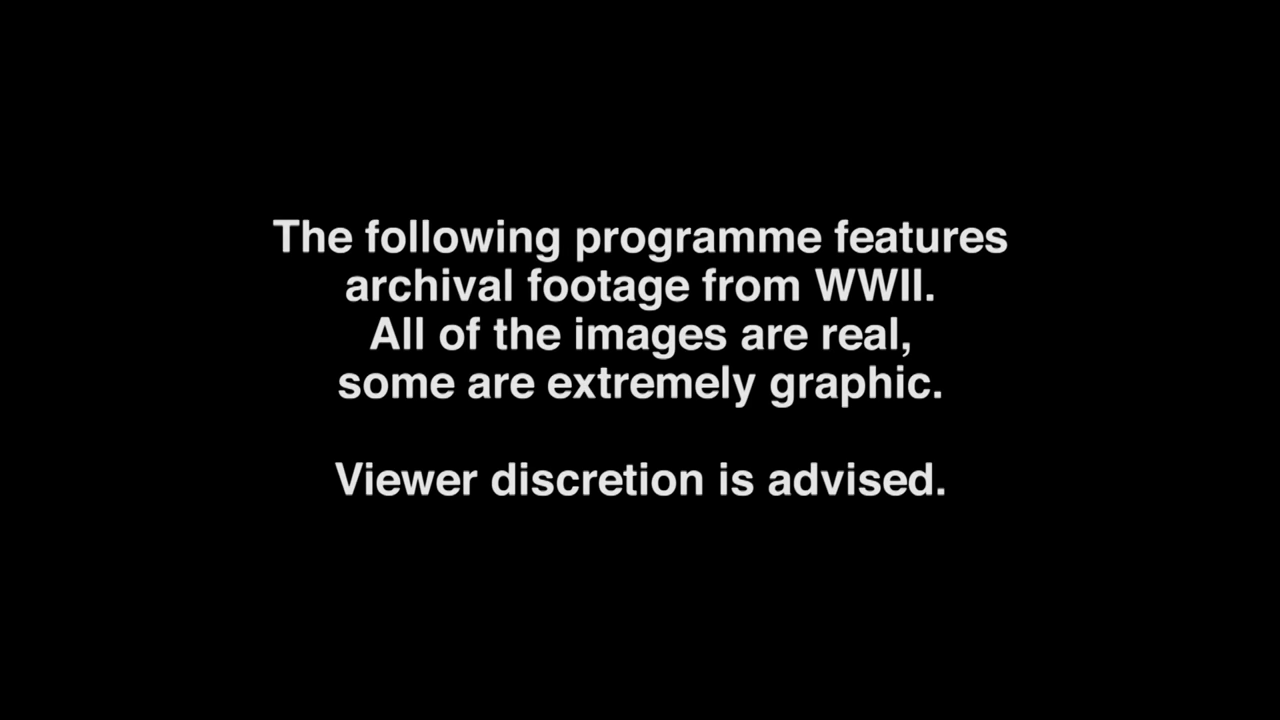 The following programme features
archival footage from WWII.
All of the images are real,
some are extremely graphic.
Viewer discretion is advised.